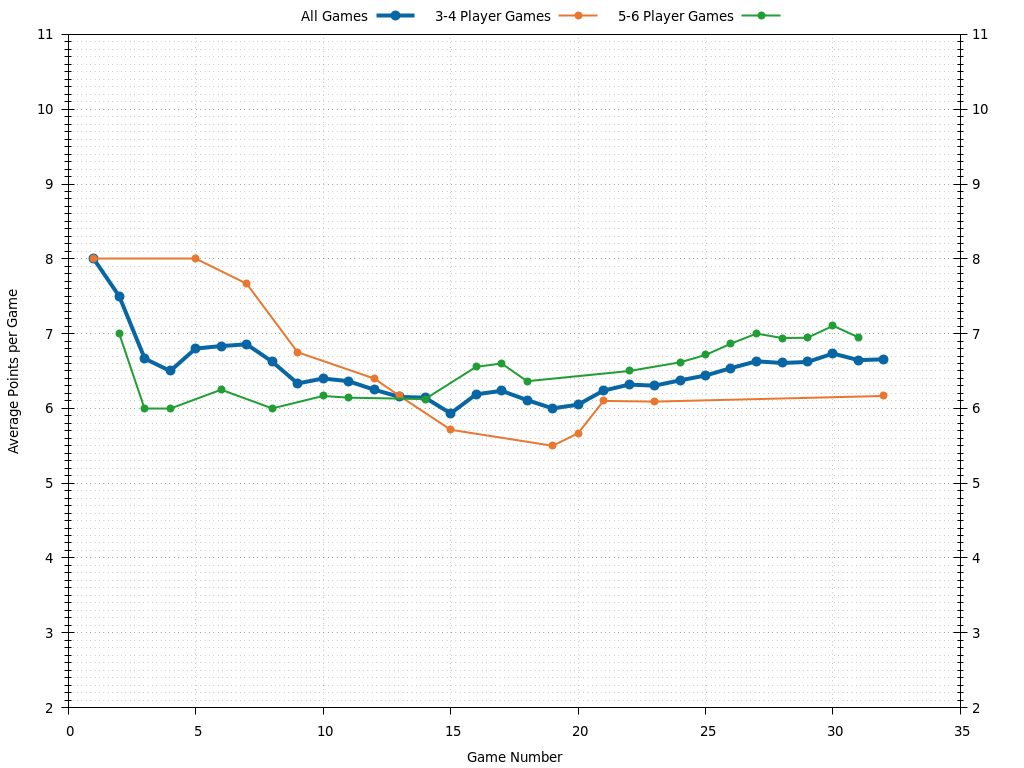 All Games 3-4 Player Games 5-6 Player Games
11 11
10 10
9 9
8 8
7 7
6 6
5 5
4 4
3 3
2 2
0 5 10 15 20 25 30 35
Average Points per Game
Game Number